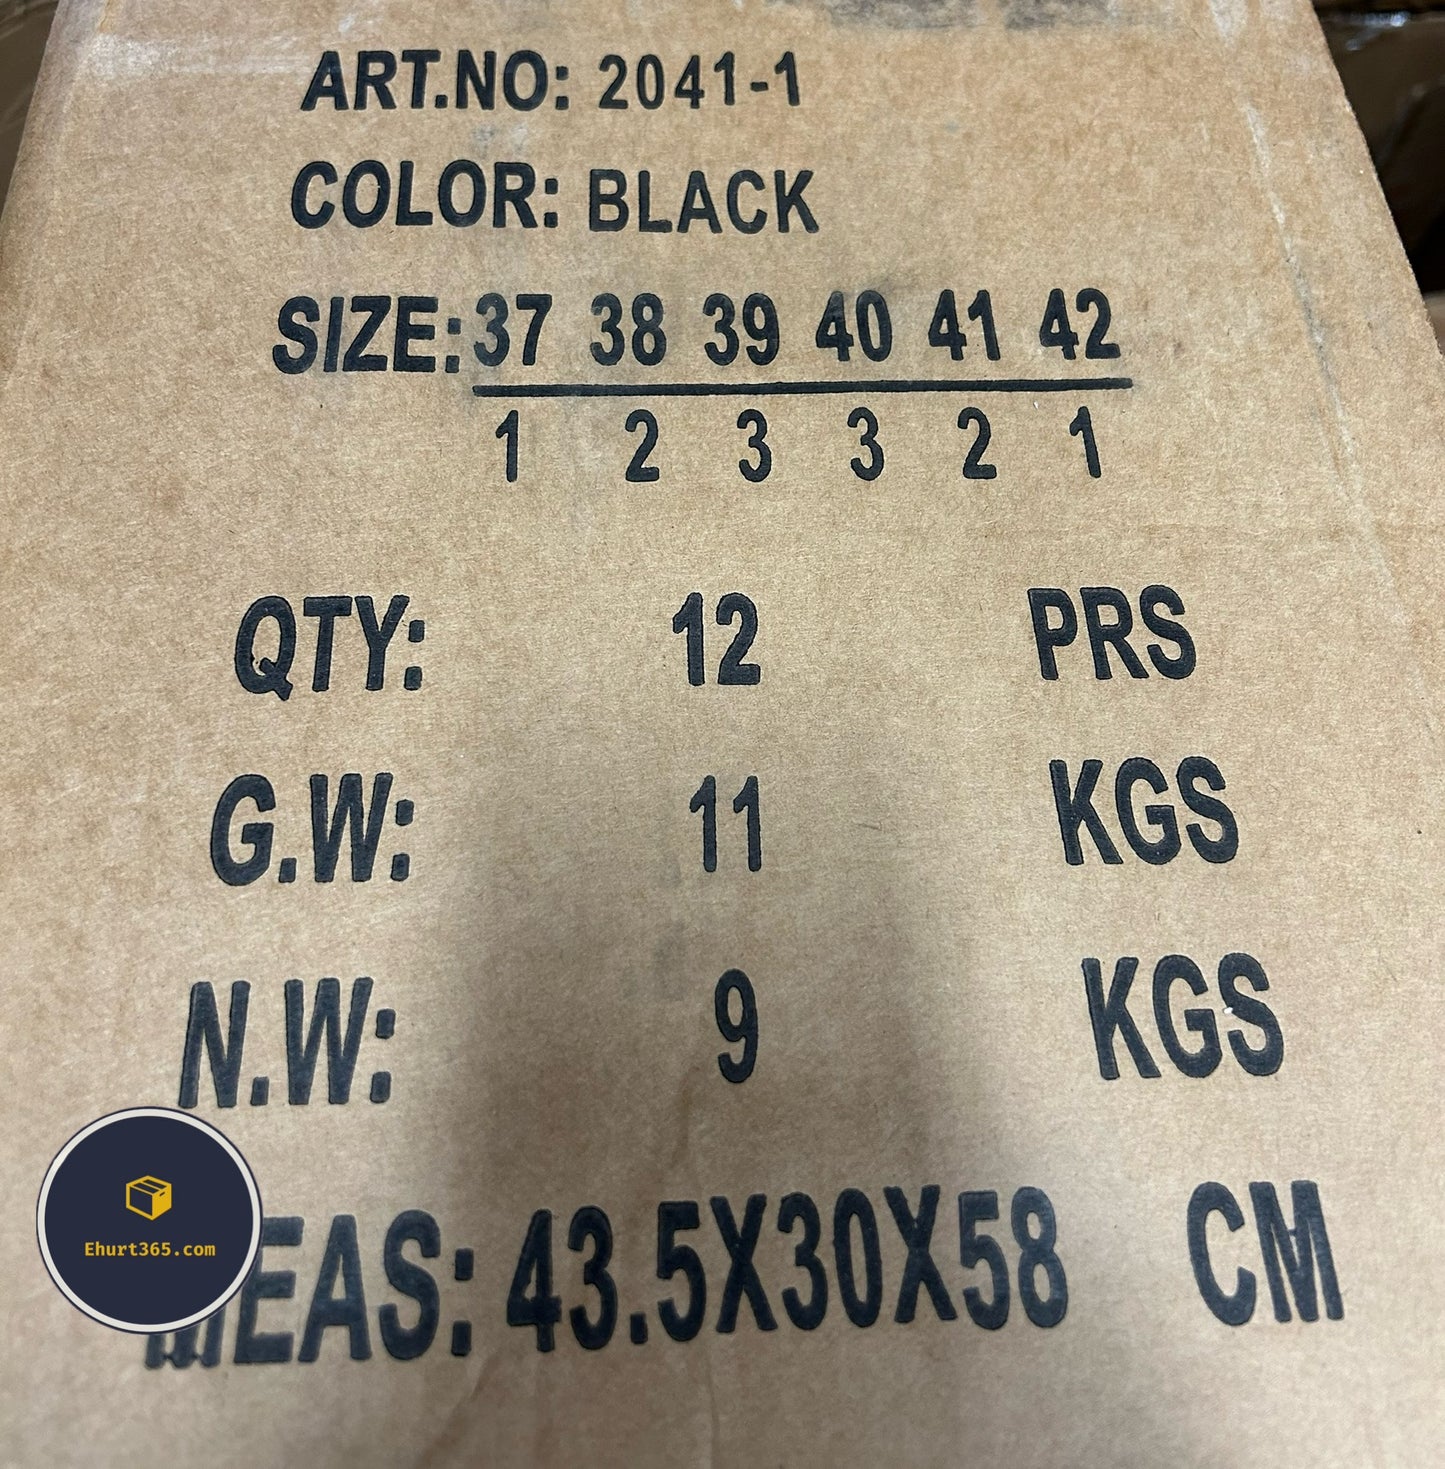 ART.NO: 2041-1
COLOR: BLACK
SIZE: 37 38 39 40 41 42
1 2 3 3 2 1
QTY: 12 PRS
G.W: 11 KGS
N.W: 9 KGS
Ehurt365.com
MEAS: 43.5X30X58 CM